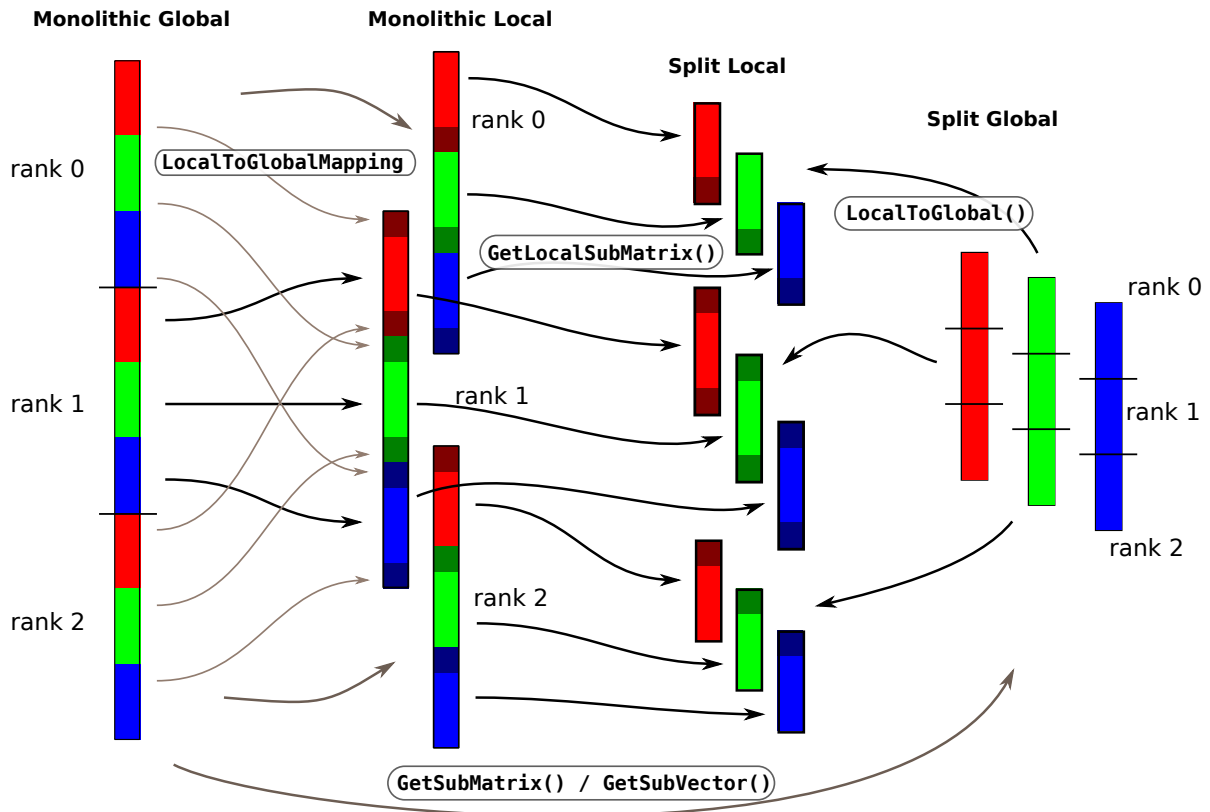 Monolithic Global
Monolithic Local
Split Local
Split Global
rank 0
LocalToGlobalMapping
rank 0
GetLocalSubMatrix()
LocalToGlobal()
rank 0
rank 1
rank 1
rank 1
rank 2
rank 2
rank 2
GetSubMatrix() / GetSubVector()